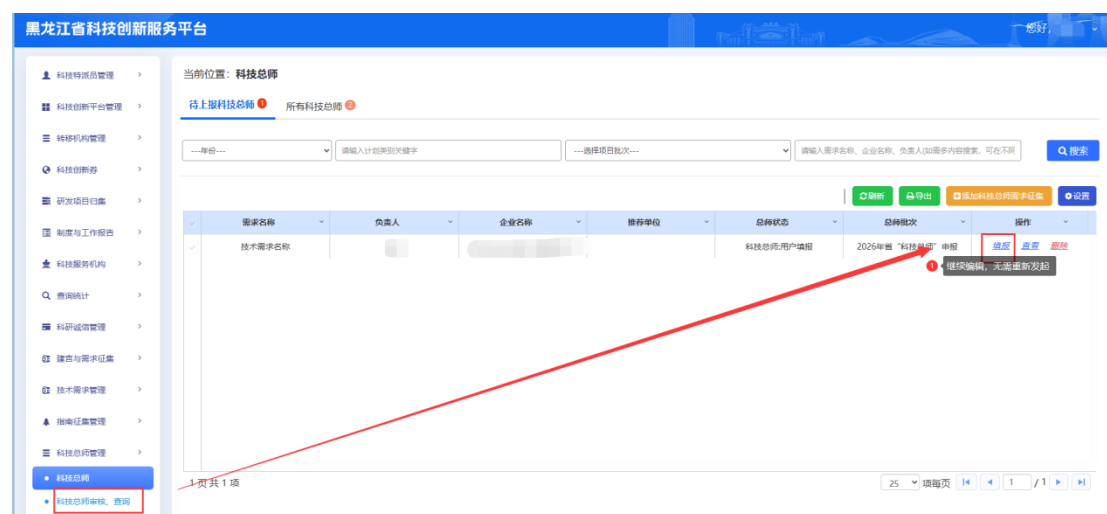 黑龙江省科技创新服务平台
您好,
科技特派员管理
科技创新平台管理
转移机构管理
科技创新券
研发项目归集
制度与工作报告
科技服务机构
查询统计
科研诚信管理
建言与需求征集
技术需求管理
指南征集管理
科技总师管理
科技总师
科技总师审核、查询
当前位置：科技总师
待上报科技总师 1 所有科技总师 2
---年份--- 请输入计划类别关键字 ---选择项目批次--- 请输入需求名称、企业名称、负责人(如需多内容搜索，可在不同 搜索
刷新 导出 添加科技总师需求征集 设置
需求名称 负责人 企业名称 推荐单位 总师状态 总师批次 操作
技术需求名称 科技总师:用户填报 2026年省“科技总师”申报 填报 查看 删除
1 继续编辑，无需重新发起
1 页 共 1 项 25 项每页 1 / 1